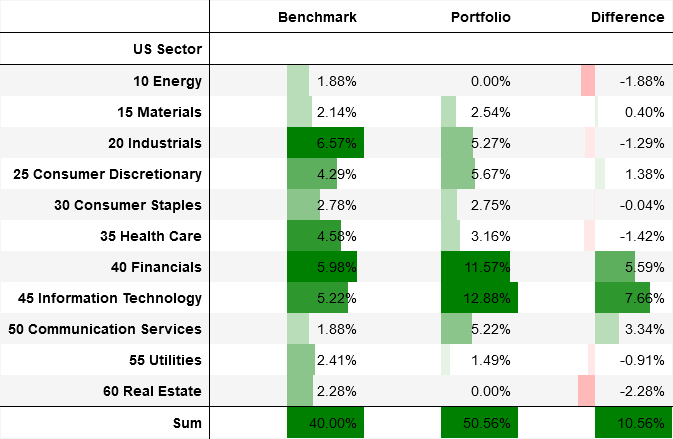 Benchmark Portfolio Difference
US Sector
10 Energy 1.88% 0.00% -1.88%
15 Materials 2.14% 2.54% 0.40%
20 Industrials 6.57% 5.27% -1.29%
25 Consumer Discretionary 4.29% 5.67% 1.38%
30 Consumer Staples 2.78% 2.75% -0.04%
35 Health Care 4.58% 3.16% -1.42%
40 Financials 5.98% 11.57% 5.59%
45 Information Technology 5.22% 12.88% 7.66%
50 Communication Services 1.88% 5.22% 3.34%
55 Utilities 2.41% 1.49% -0.91%
60 Real Estate 2.28% 0.00% -2.28%
Sum 40.00% 50.56% 10.56%